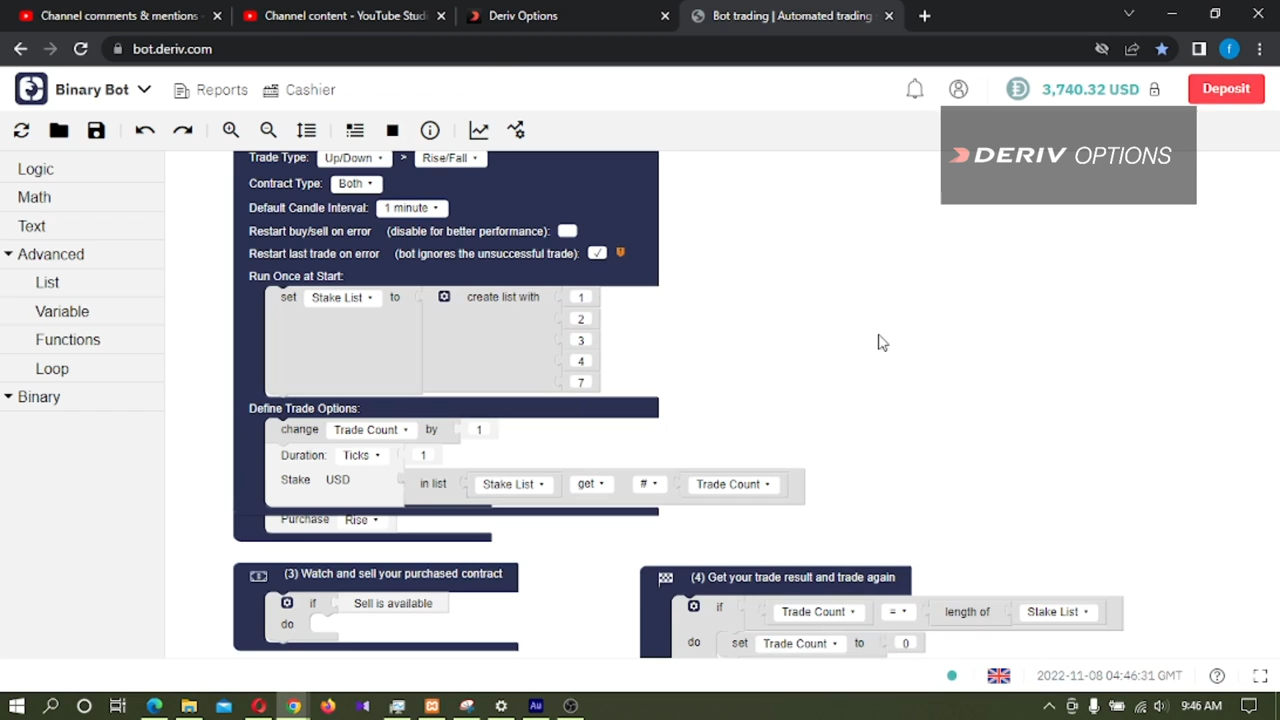 Channel comments & mentions -
Channel content - YouTube Studi
Deriv Options
Bot trading | Automated trading
bot.deriv.com
f
Binary Bot
Reports
Cashier
3,740.32 USD
Deposit
DERIV OPTIONS
Logic
Math
Text
Advanced
List
Variable
Functions
Loop
Binary
Trade Type: Up/Down > Rise/Fall
Contract Type: Both
Default Candle Interval: 1 minute
Restart buy/sell on error (disable for better performance):
Restart last trade on error (bot ignores the unsuccessful trade): ✓
Run Once at Start:
set Stake List to create list with 1
2
3
4
7
Define Trade Options:
change Trade Count by 1
Duration: Ticks 1
Stake USD in list Stake List get # Trade Count
Purchase Rise
(3) Watch and sell your purchased contract
if Sell is available
do
(4) Get your trade result and trade again
if Trade Count = length of Stake List
do set Trade Count to 0
2022-11-08 04:46:31 GMT
Au
9:46 AM